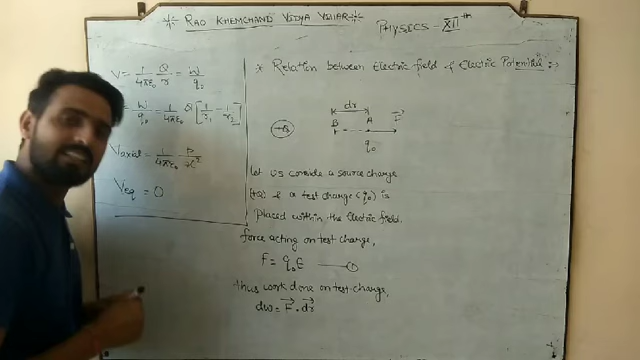 RAO KHEMCHAND VIDYA VIHAR
PHYSICS - XII th
V = 1/4πε₀ Q/r = W/q₀
W/q₀ = 1/4πε₀ Q [1/r₁ - 1/r₂]
Vaxial = 1/4πε₀ P/x²
Veq = 0
* Relation between Electric field & Electric Potential :-
dr
B A F
+Q
q₀
Let us conside a source charge
(+Q) & a test charge (q₀) is
Placed within the Electric field.
force acting on test charge,
F = q₀E — ①
Thus work done on test charge,
dw = F . dr